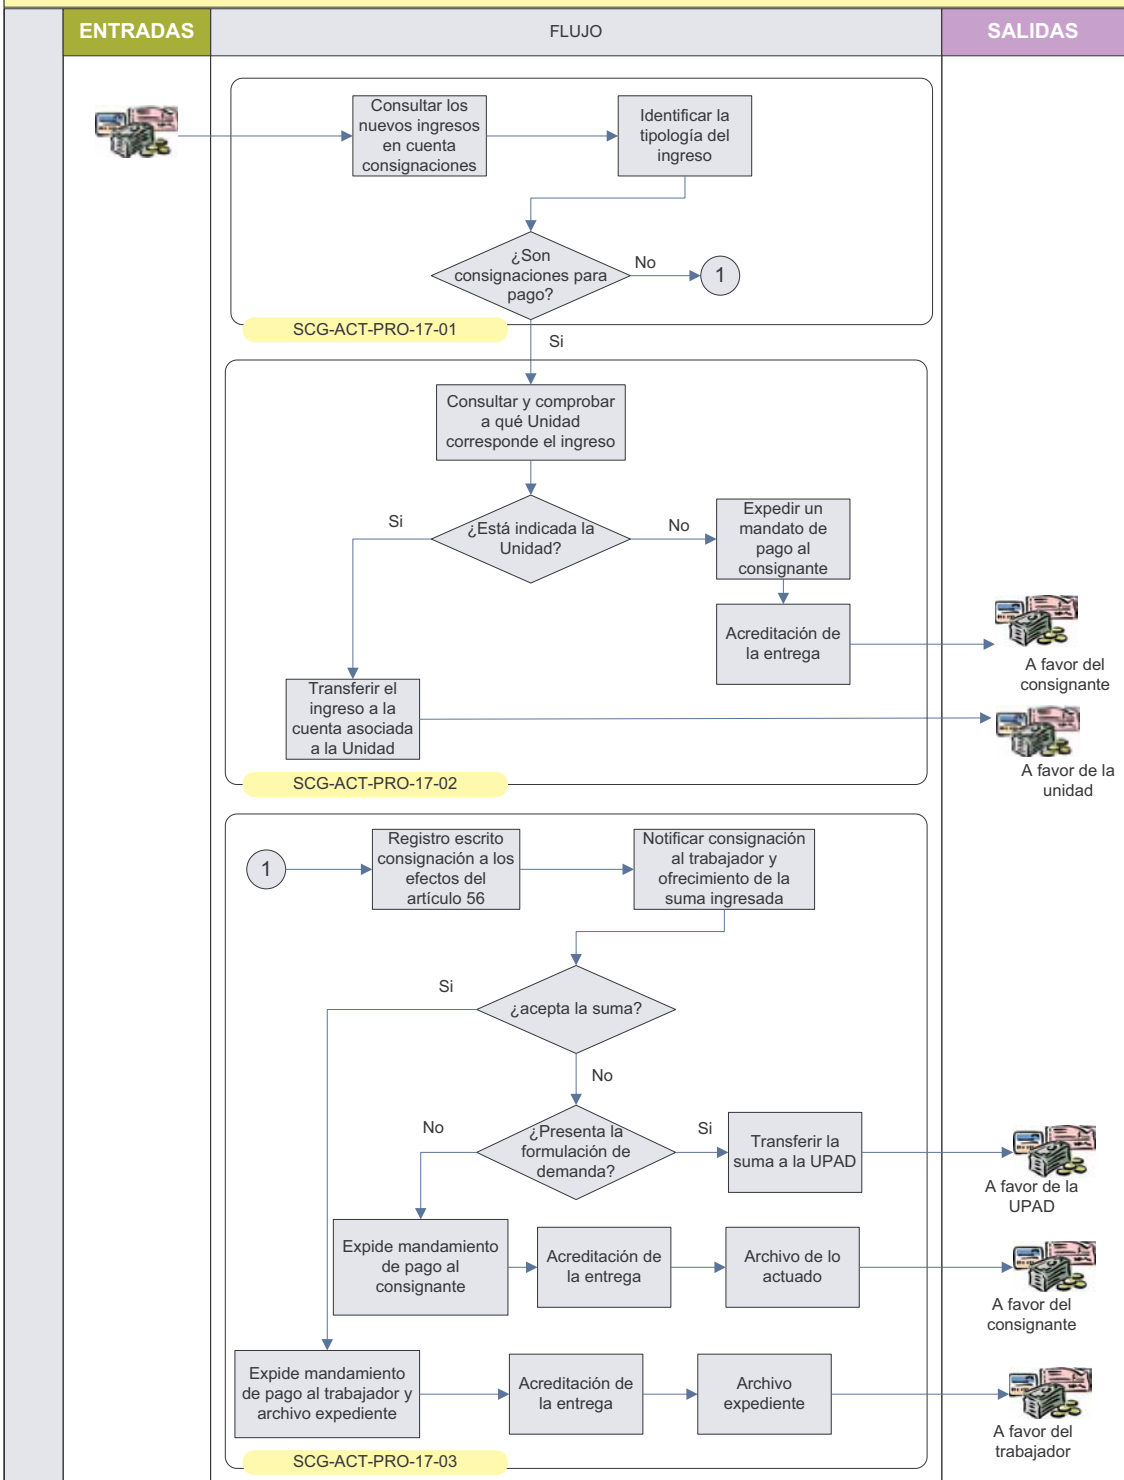 ENTRADAS
FLUJO
SALIDAS
Consultar los
nuevos ingresos
en cuenta
consignaciones
Identificar la
tipología del
ingreso
¿Son
consignaciones para
pago?
No
1
SCG-ACT-PRO-17-01
Si
Consultar y comprobar
a qué Unidad
corresponde el ingreso
¿Está indicada la
Unidad?
Si
No
Expedir un
mandato de
pago al
consignante
Acreditación de
la entrega
A favor del
consignante
Transferir el
ingreso a la
cuenta asociada
a la Unidad
A favor de la
unidad
SCG-ACT-PRO-17-02
1
Registro escrito
consignación a los
efectos del
artículo 56
Notificar consignación
al trabajador y
ofrecimiento de la
suma ingresada
¿acepta la suma?
Si
No
¿Presenta la
formulación de
demanda?
No
Si
Transferir la
suma a la UPAD
A favor de la
UPAD
Expide mandamiento
de pago al
consignante
Acreditación de
la entrega
Archivo de lo
actuado
A favor del
consignante
Expide mandamiento
de pago al trabajador y
archivo expediente
Acreditación de
la entrega
Archivo
expediente
A favor del
trabajador
SCG-ACT-PRO-17-03